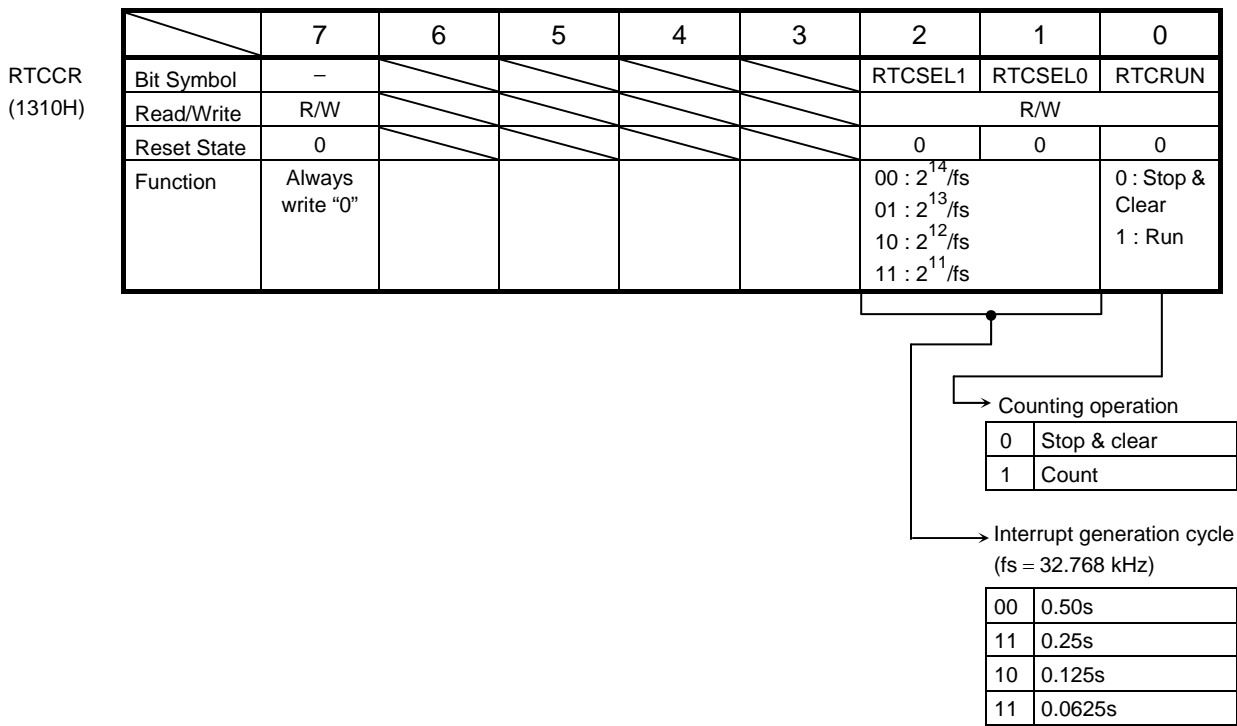 7 6 5 4 3 2 1 0
RTCCR
(1310H)
Bit Symbol – RTCSEL1 RTCSEL0 RTCRUN
Read/Write R/W R/W
Reset State 0 0 0 0
Function Always write “0” 00 : 2^14/fs 0 : Stop & Clear
01 : 2^13/fs
10 : 2^12/fs 1 : Run
11 : 2^11/fs
Counting operation
0 Stop & clear
1 Count
Interrupt generation cycle
(fs = 32.768 kHz)
00 0.50s
11 0.25s
10 0.125s
11 0.0625s